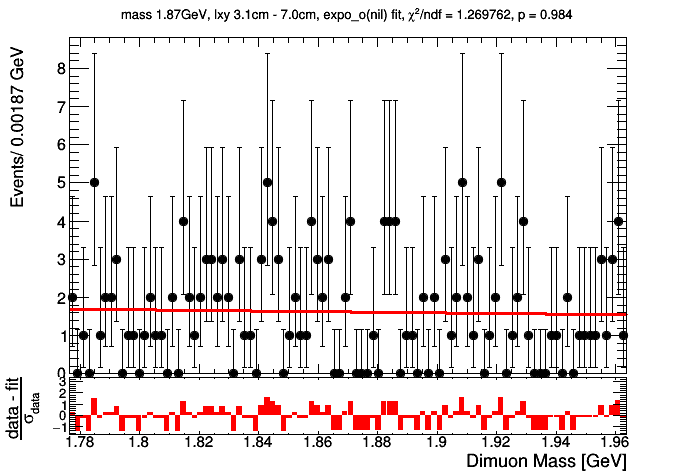 mass 1.87GeV, lxy 3.1cm - 7.0cm, expo_o(nil) fit, χ²/ndf = 1.269762, p = 0.984
Events/ 0.00187 GeV
8
7
6
5
4
3
2
1
0
data - fit
σdata
3
2
1
0
−1
1.78 1.8 1.82 1.84 1.86 1.88 1.9 1.92 1.94 1.96
Dimuon Mass [GeV]